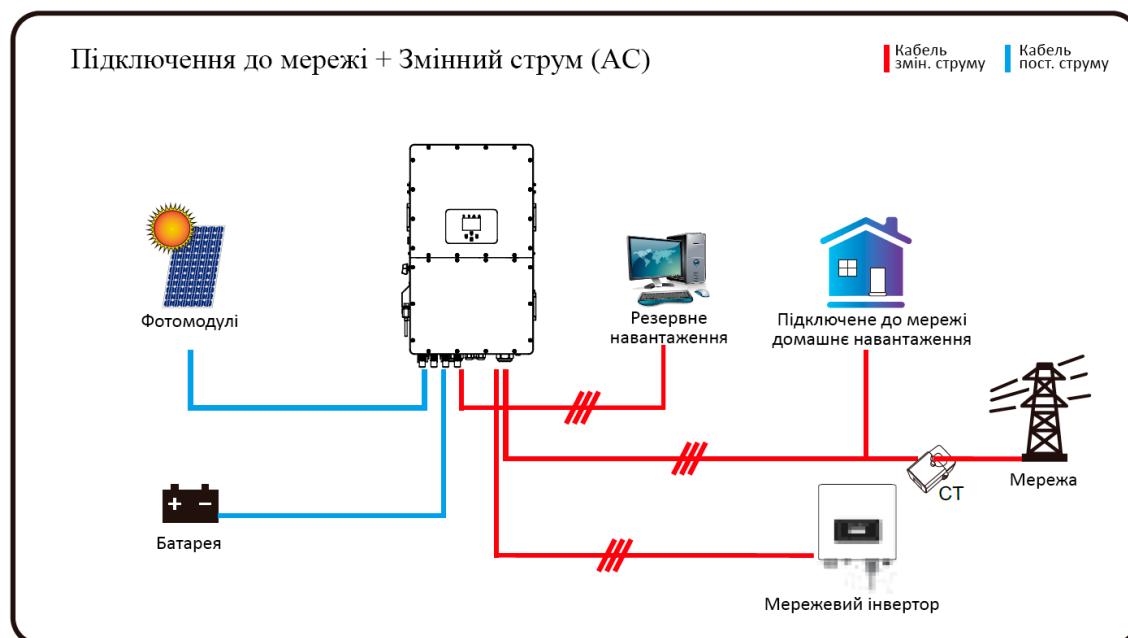 Підключення до мережі + Змінний струм (AC)
Кабель
змін. струму
Кабель
пост. струму
Фотомодулі
Резервне
навантаження
Підключене до мережі
домашнє навантаження
Мережа
CT
Батарея
Мережевий інвертор